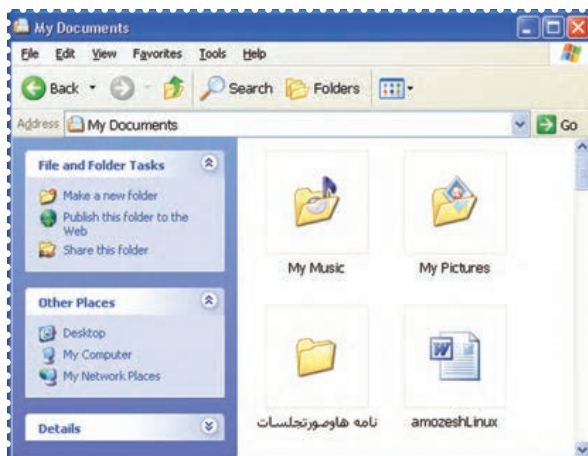 My Documents
File Edit View Favorites Tools Help
Back Search Folders
Address My Documents Go
File and Folder Tasks
Make a new folder
Publish this folder to the
Web
Share this folder
Other Places
Desktop
My Computer
My Network Places
Details
My Music My Pictures
نامه هاوصورتجلسات amozeshLinux